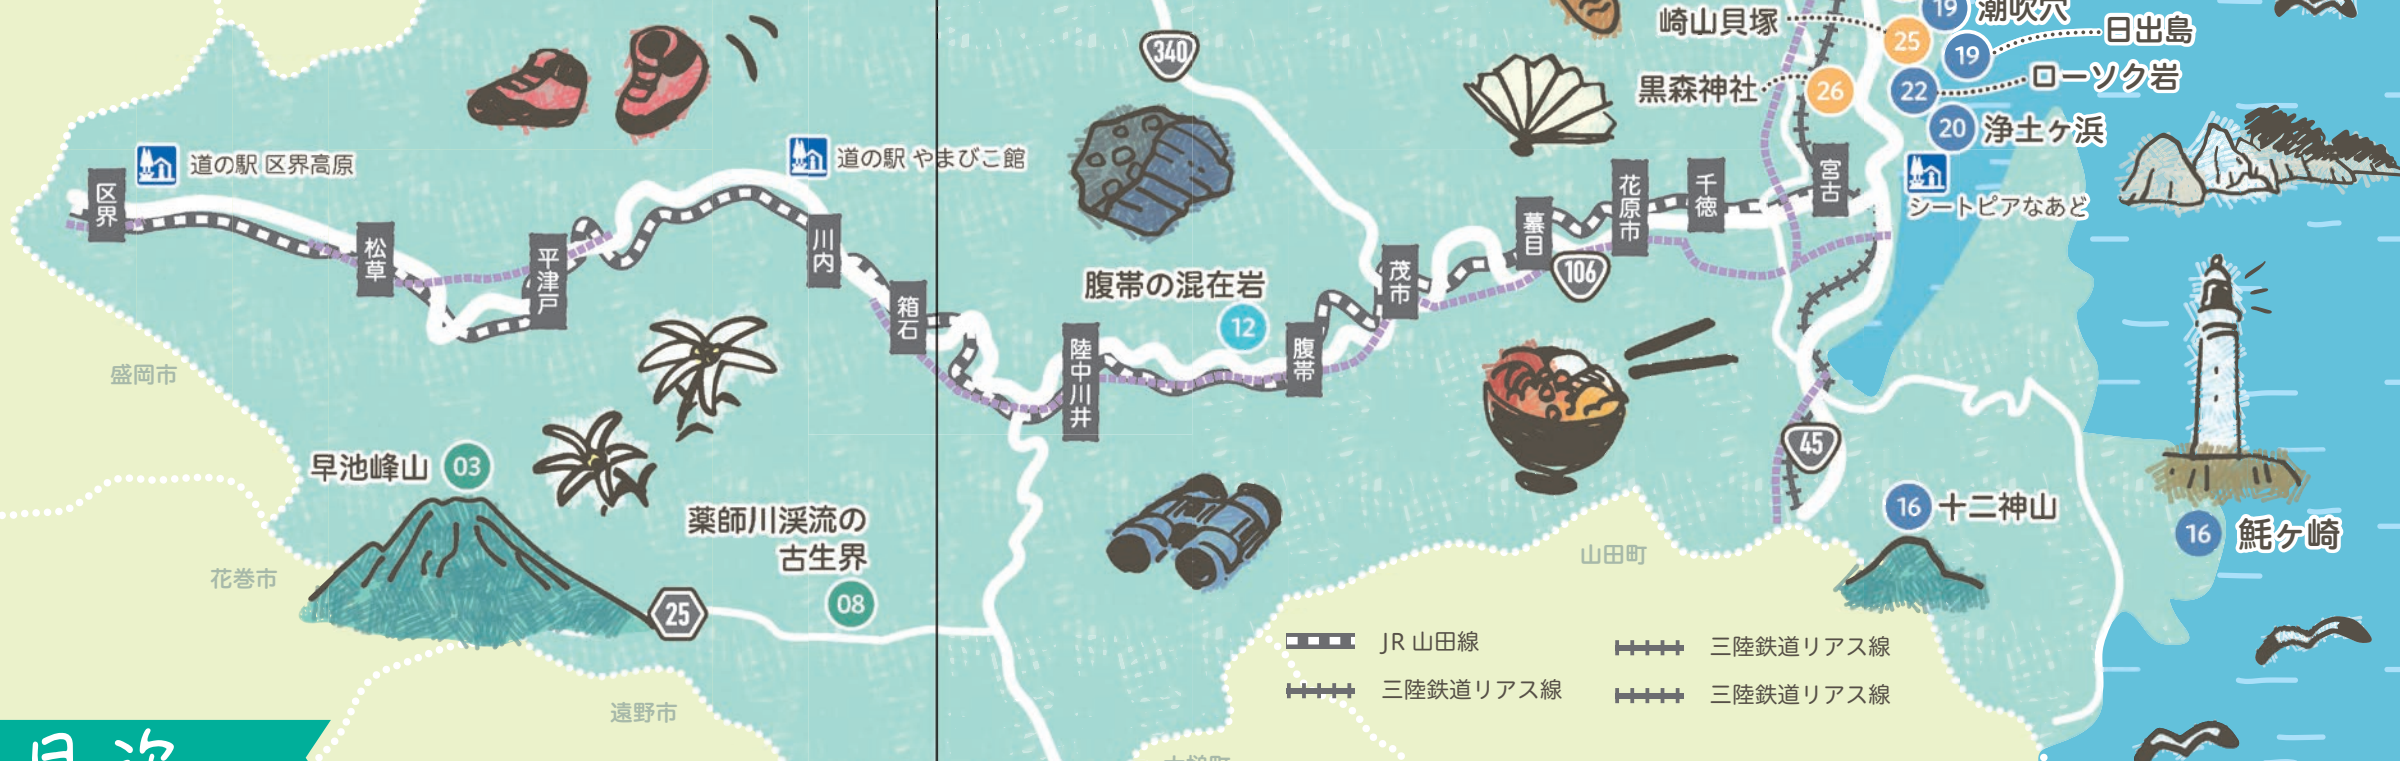 潮吹穴
19
崎山貝塚
25
日出島
19
340
ローソク岩
22
黒森神社
26
浄土ヶ浜
20
道の駅 区界高原
道の駅 やまびこ館
シートピアなあど
区界
松草
平津戸
川内
箱石
陸中川井
腹帯
茂市
蟇目
花原市
千徳
宮古
106
腹帯の混在岩
12
盛岡市
45
早池峰山
03
薬師川渓流の
古生界
08
25
十二神山
16
魹ヶ崎
16
山田町
花巻市
遠野市
JR 山田線
三陸鉄道リアス線
三陸鉄道リアス線
三陸鉄道リアス線
目 次